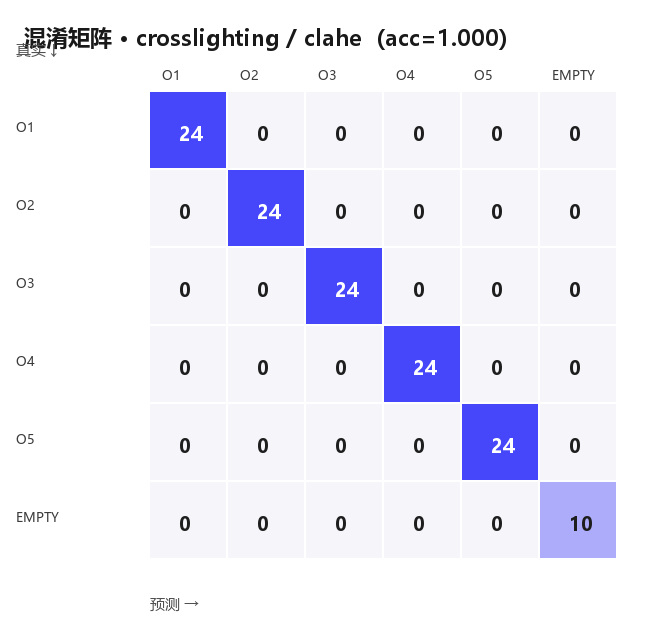 混淆矩阵 • crosslighting / clahe (acc=1.000)
真实 ↓
O1 O2 O3 O4 O5 EMPTY
O1 24 0 0 0 0 0
O2 0 24 0 0 0 0
O3 0 0 24 0 0 0
O4 0 0 0 24 0 0
O5 0 0 0 0 24 0
EMPTY 0 0 0 0 0 10
预测 →